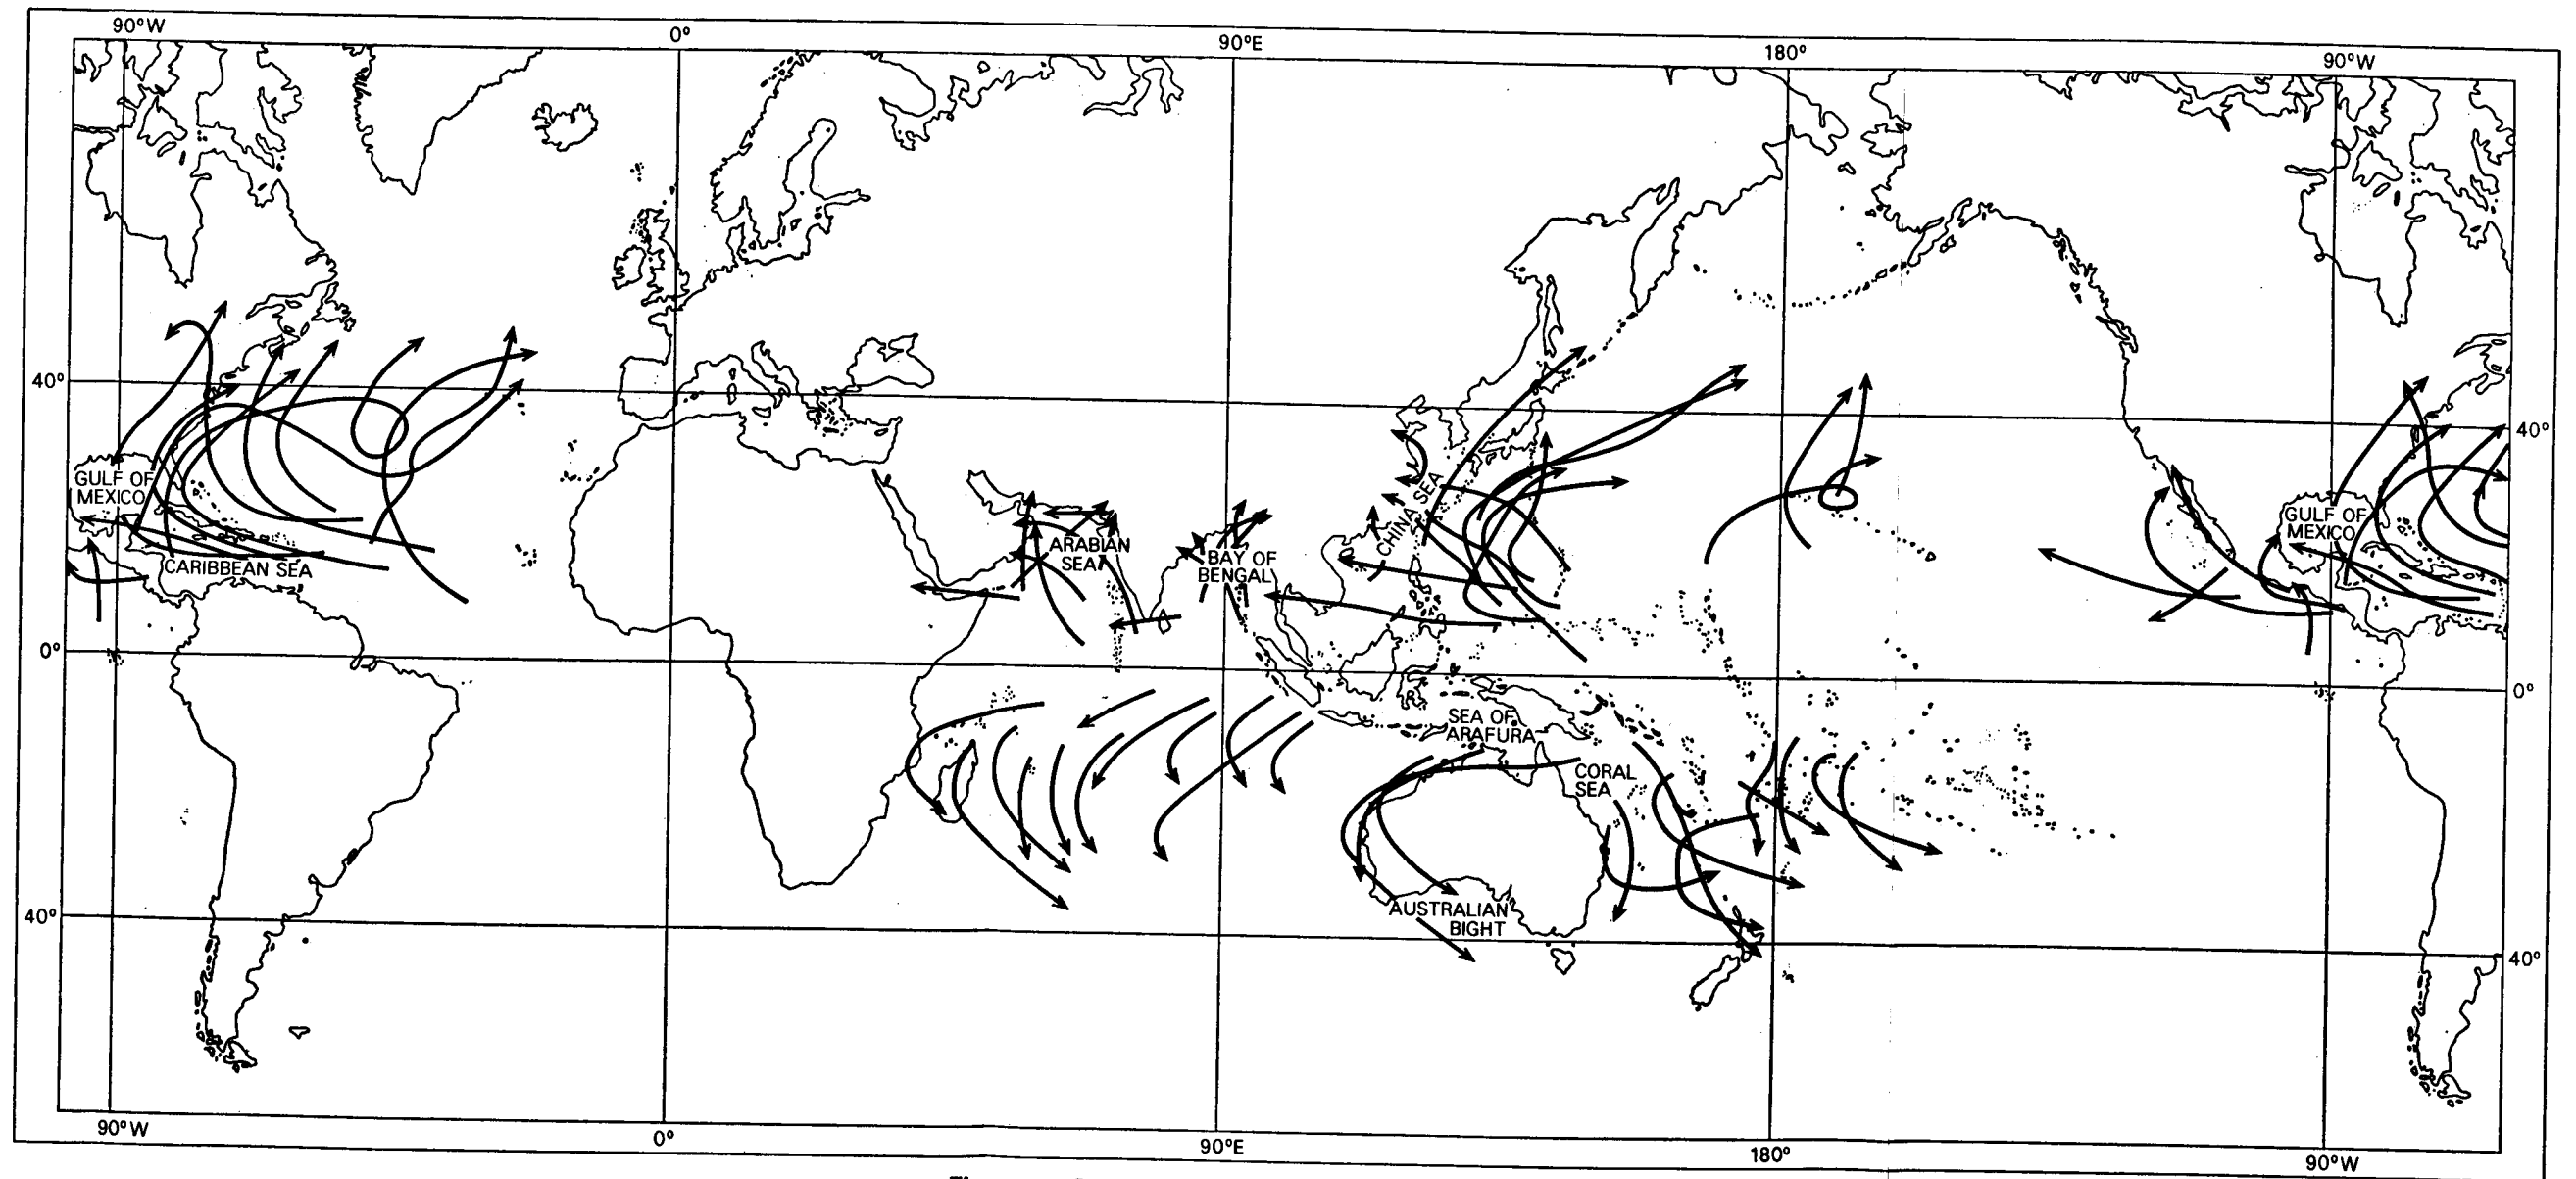 90°W 0° 90°E 180° 90°W
40° 40°
GULF OF
MEXICO
CARIBBEAN SEA
ARABIAN
SEA
BAY OF
BENGAL
CHINA SEA
GULF OF
MEXICO
0° 0°
SEA OF
ARAFURA
CORAL
SEA
AUSTRALIAN
BIGHT
40° 40°
90°W 0° 90°E 180° 90°W